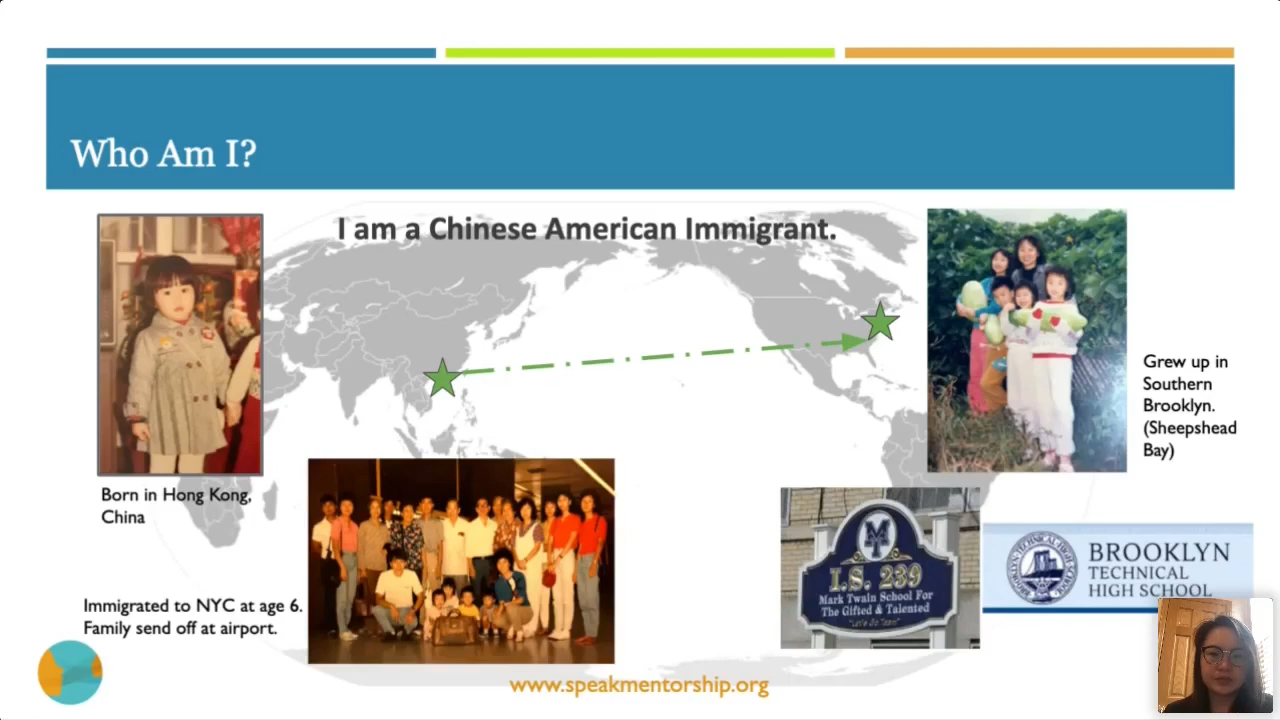 Who Am I?
I am a Chinese American Immigrant.
Born in Hong Kong,
China
Immigrated to NYC at age 6.
Family send off at airport.
Grew up in
Southern
Brooklyn.
(Sheepshead
Bay)
MT
I.S. 239
Mark Twain School For
The Gifted & Talented
BROOKLYN
TECHNICAL
HIGH SCHOOL
www.speakmentorship.org